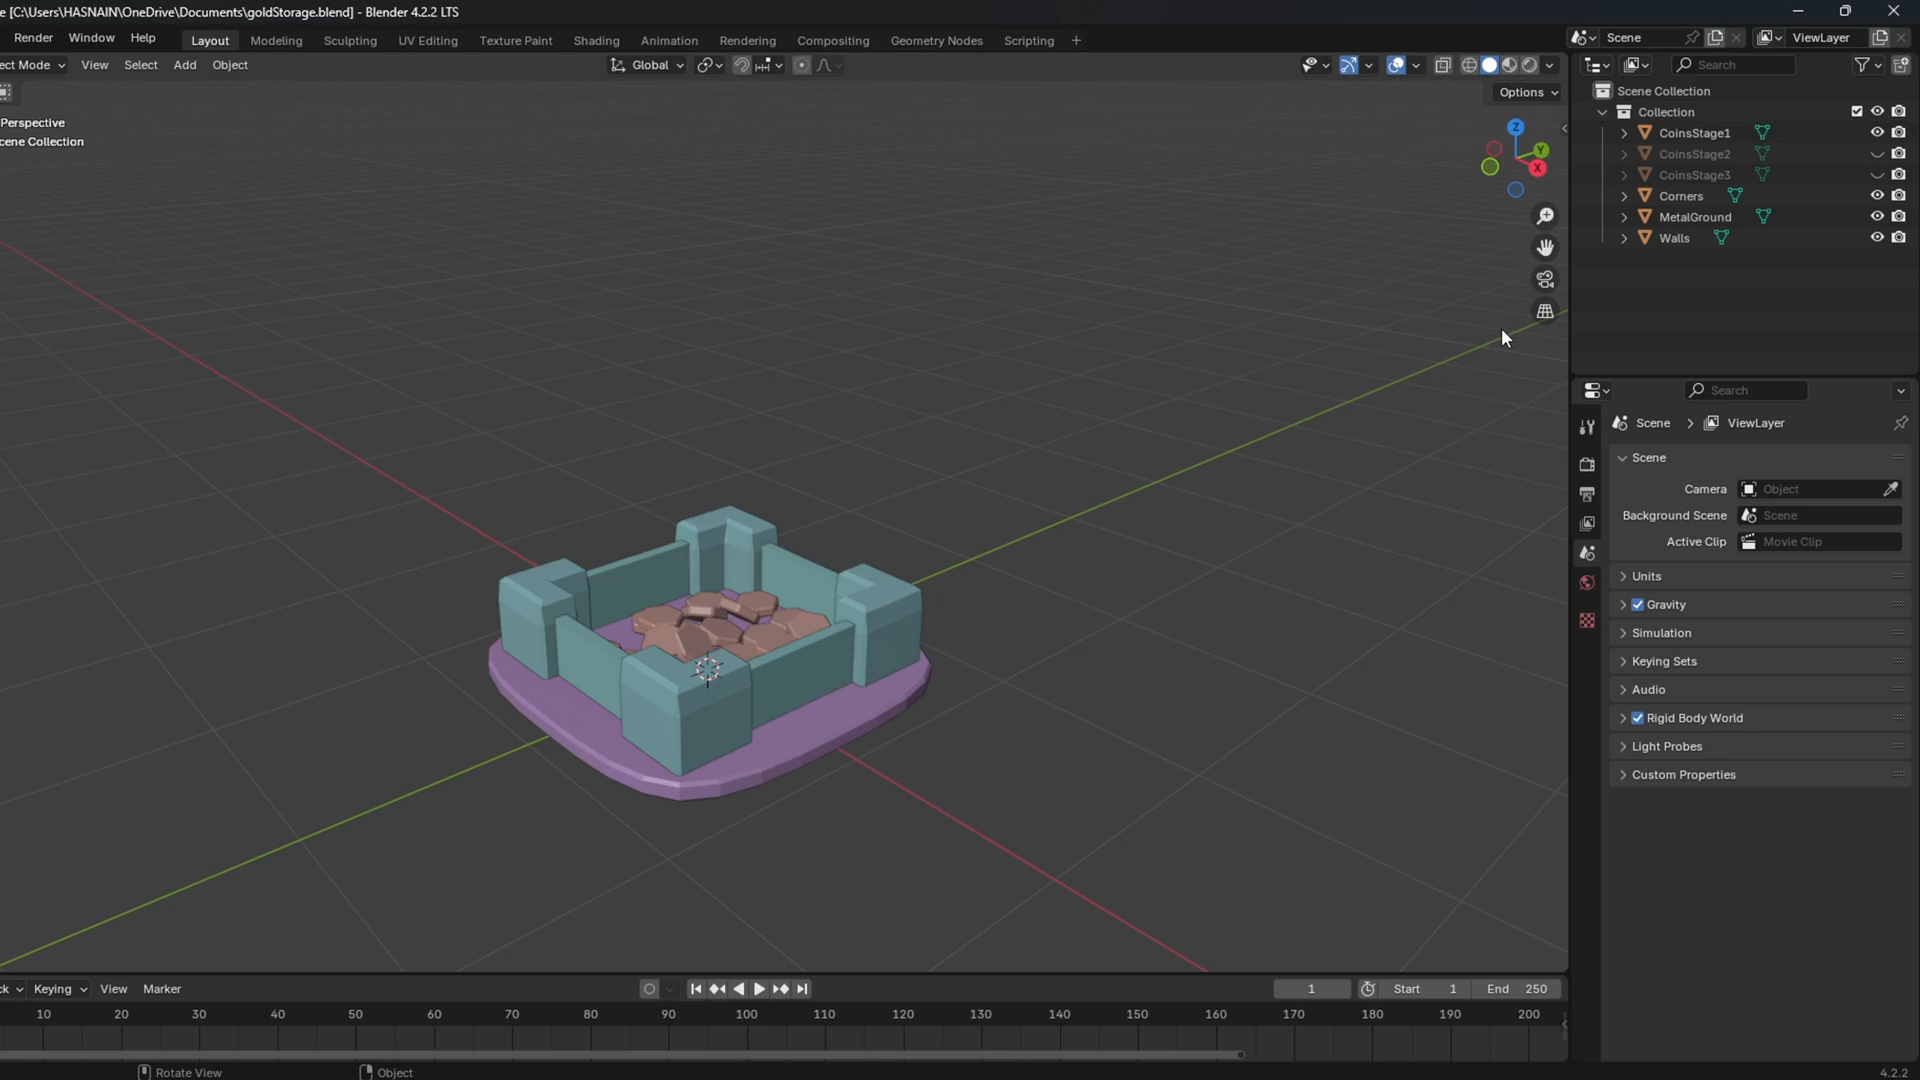 e [C:\Users\HASNAIN\OneDrive\Documents\goldStorage.blend] - Blender 4.2.2 LTS
Render Window Help Layout Modeling Sculpting UV Editing Texture Paint Shading Animation Rendering Compositing Geometry Nodes Scripting + Scene ViewLayer
ect Mode View Select Add Object Global Search
Options
Perspective
cene Collection
Z
Y
X
Scene Collection
Collection
CoinsStage1
CoinsStage2
CoinsStage3
Corners
MetalGround
Walls
Search
Scene > ViewLayer
Scene
Camera Object
Background Scene Scene
Active Clip Movie Clip
Units
Gravity
Simulation
Keying Sets
Audio
Rigid Body World
Light Probes
Custom Properties
ck Keying View Marker 1 Start 1 End 250
10 20 30 40 50 60 70 80 90 100 110 120 130 140 150 160 170 180 190 200
Rotate View Object 4.2.2